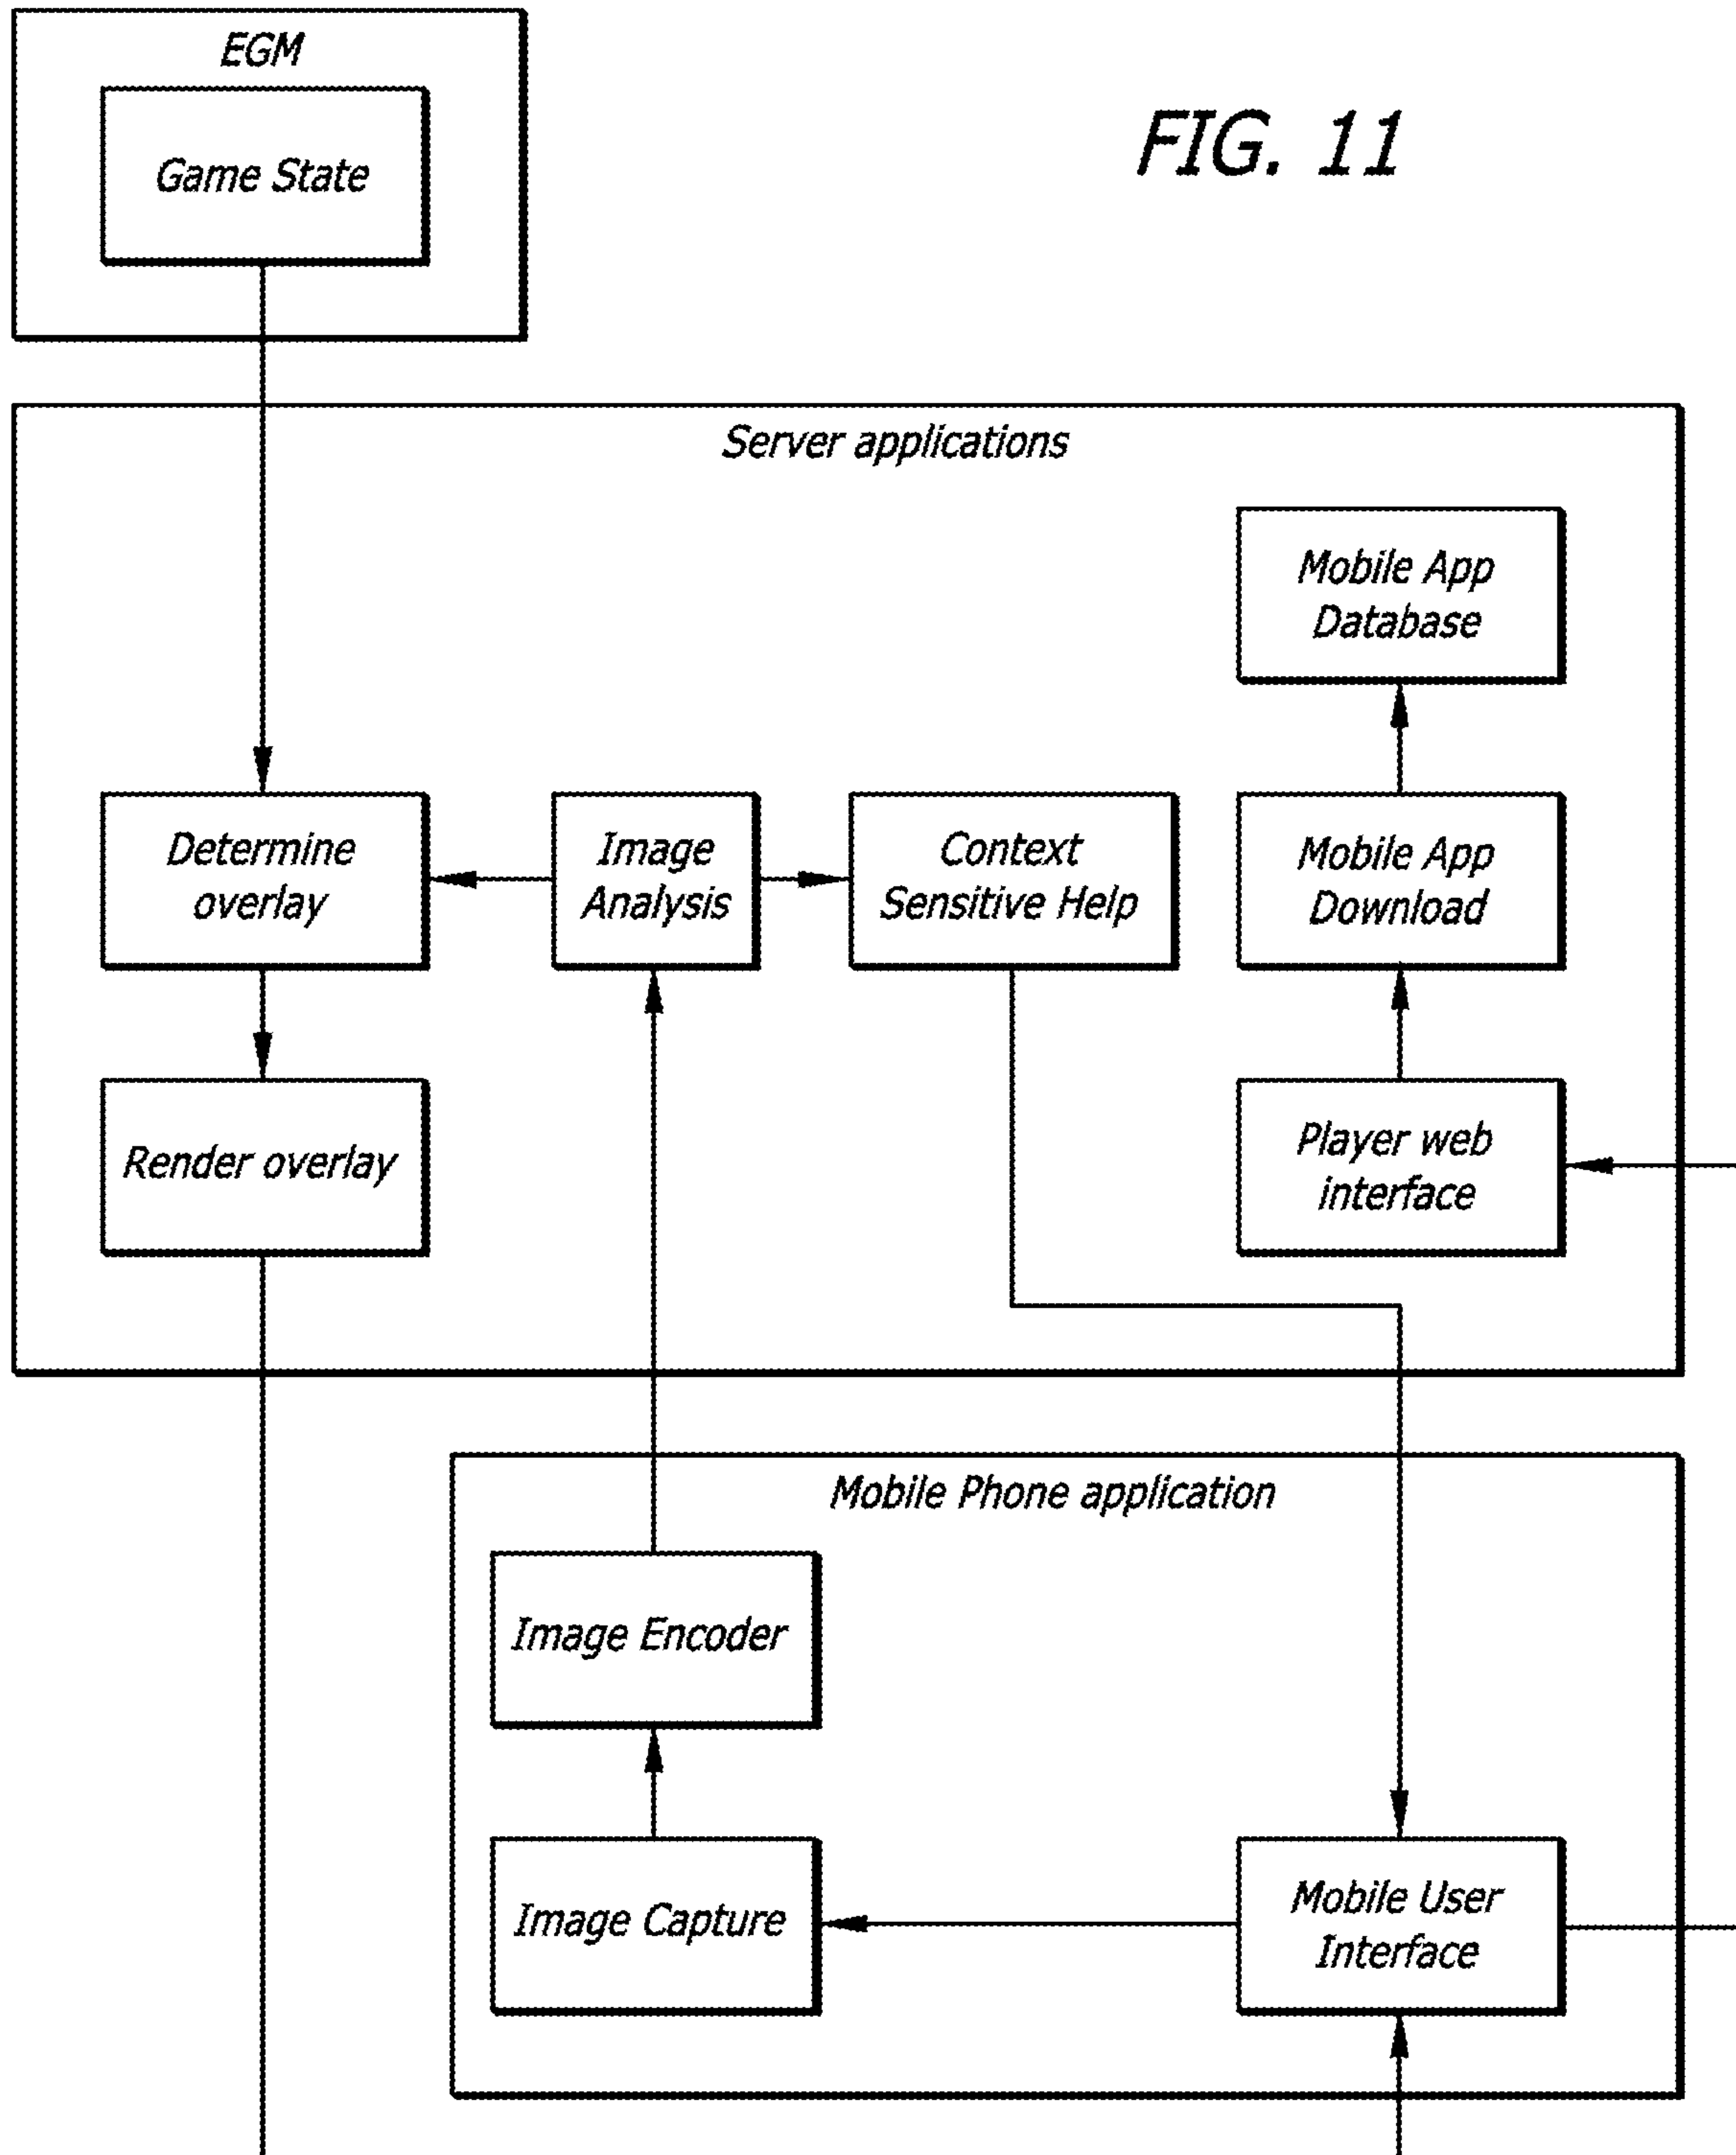 EGM
Game State
FIG. 11
Server applications
Mobile App
Database
Determine
overlay
Image
Analysis
Context
Sensitive Help
Mobile App
Download
Render overlay
Player web
interface
Mobile Phone application
Image Encoder
Image Capture
Mobile User
Interface